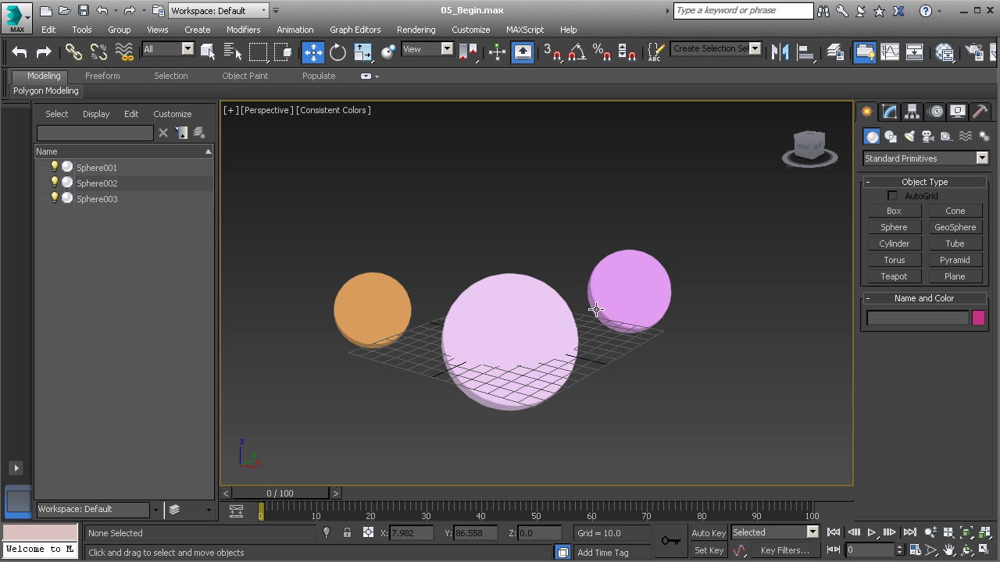 Workspace: Default
05_Begin.max
Type a keyword or phrase
MAX
Edit Tools Group Views Create Modifiers Animation Graph Editors Rendering Customize MAXScript Help
All
View
3
%
ABC
Create Selection Set
Modeling Freeform Selection Object Paint Populate
Polygon Modeling
Select Display Edit Customize
Name
Sphere001
Sphere002
Sphere003
[+] [Perspective] [Consistent Colors]
z
y
x
Standard Primitives
- Object Type
AutoGrid
Box Cone
Sphere GeoSphere
Cylinder Tube
Torus Pyramid
Teapot Plane
- Name and Color
< 0 / 100 >
Workspace: Default
0 10 20 30 40 50 60 70 80 90 100
None Selected
X: 7.982 Y: 86.558 Z: 0.0
Grid = 10.0
Auto Key Selected
Welcome to M
Click and drag to select and move objects
Add Time Tag
Set Key Key Filters...
0